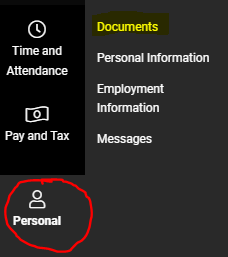 Time and
Attendance
Pay and Tax
Personal
Documents
Personal Information
Employment
Information
Messages